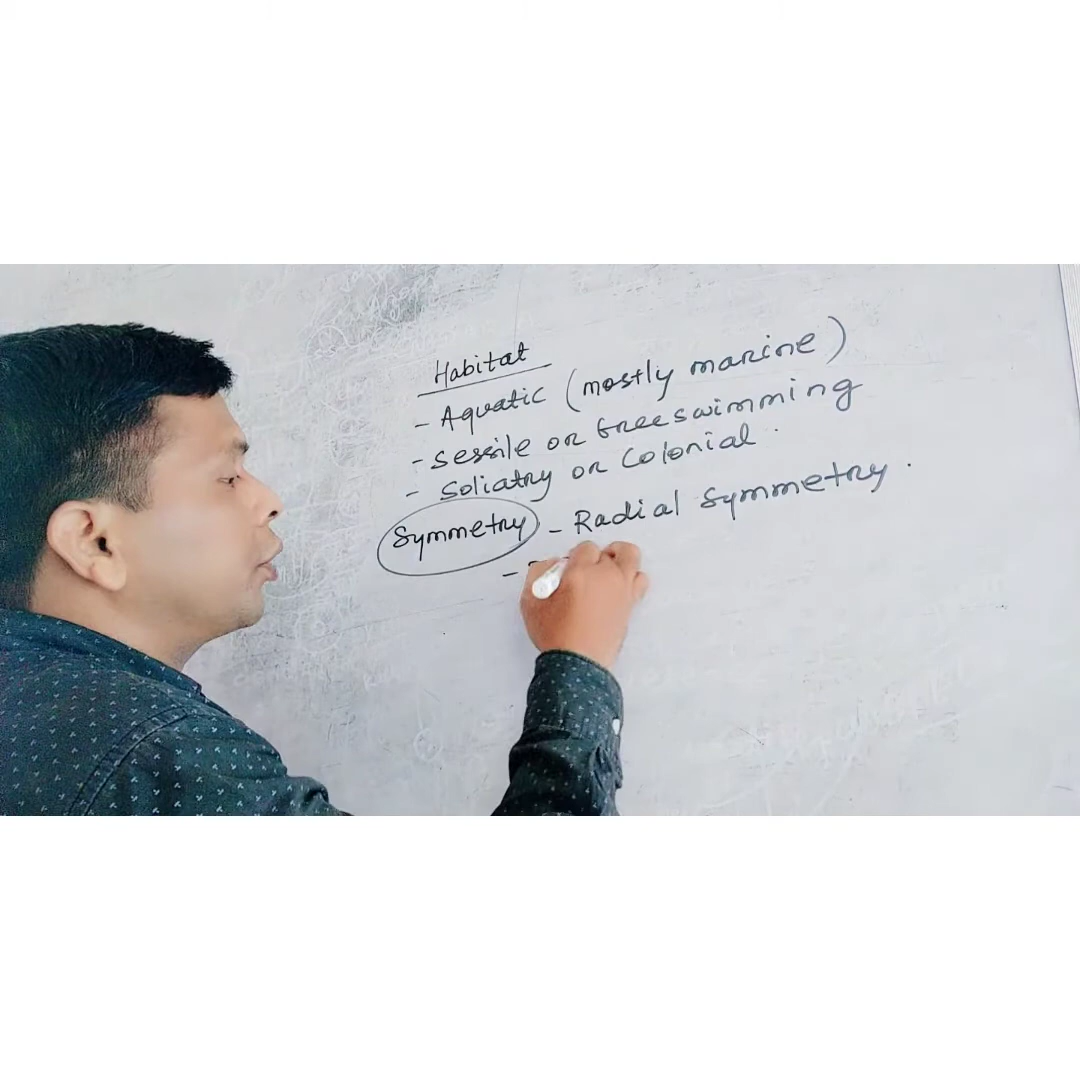 Habitat
- Aquatic (mostly marine)
- sessile or freeswimming
- soliatry or colonial.
Symmetry - Radial symmetry.
-